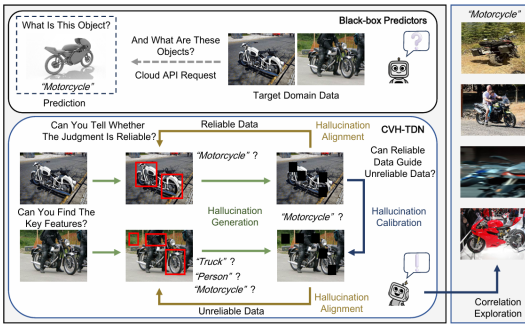 What Is This Object?
"Motorcycle"
Prediction
And What Are These
Objects?
Cloud API Request
Black-box Predictors
Target Domain Data
"Motorcycle"
Can You Tell Whether
The Judgment Is Reliable?
Reliable Data
Hallucination
Alignment
CVH-TDN
"Motorcycle" ?
Can Reliable
Data Guide
Unreliable Data?
Can You Find The
Key Features?
Hallucination
Generation
"Motorcycle" ?
Hallucination
Calibration
"Truck" ?
"Person" ?
"Motorcycle" ?
Unreliable Data
Hallucination
Alignment
Correlation
Exploration